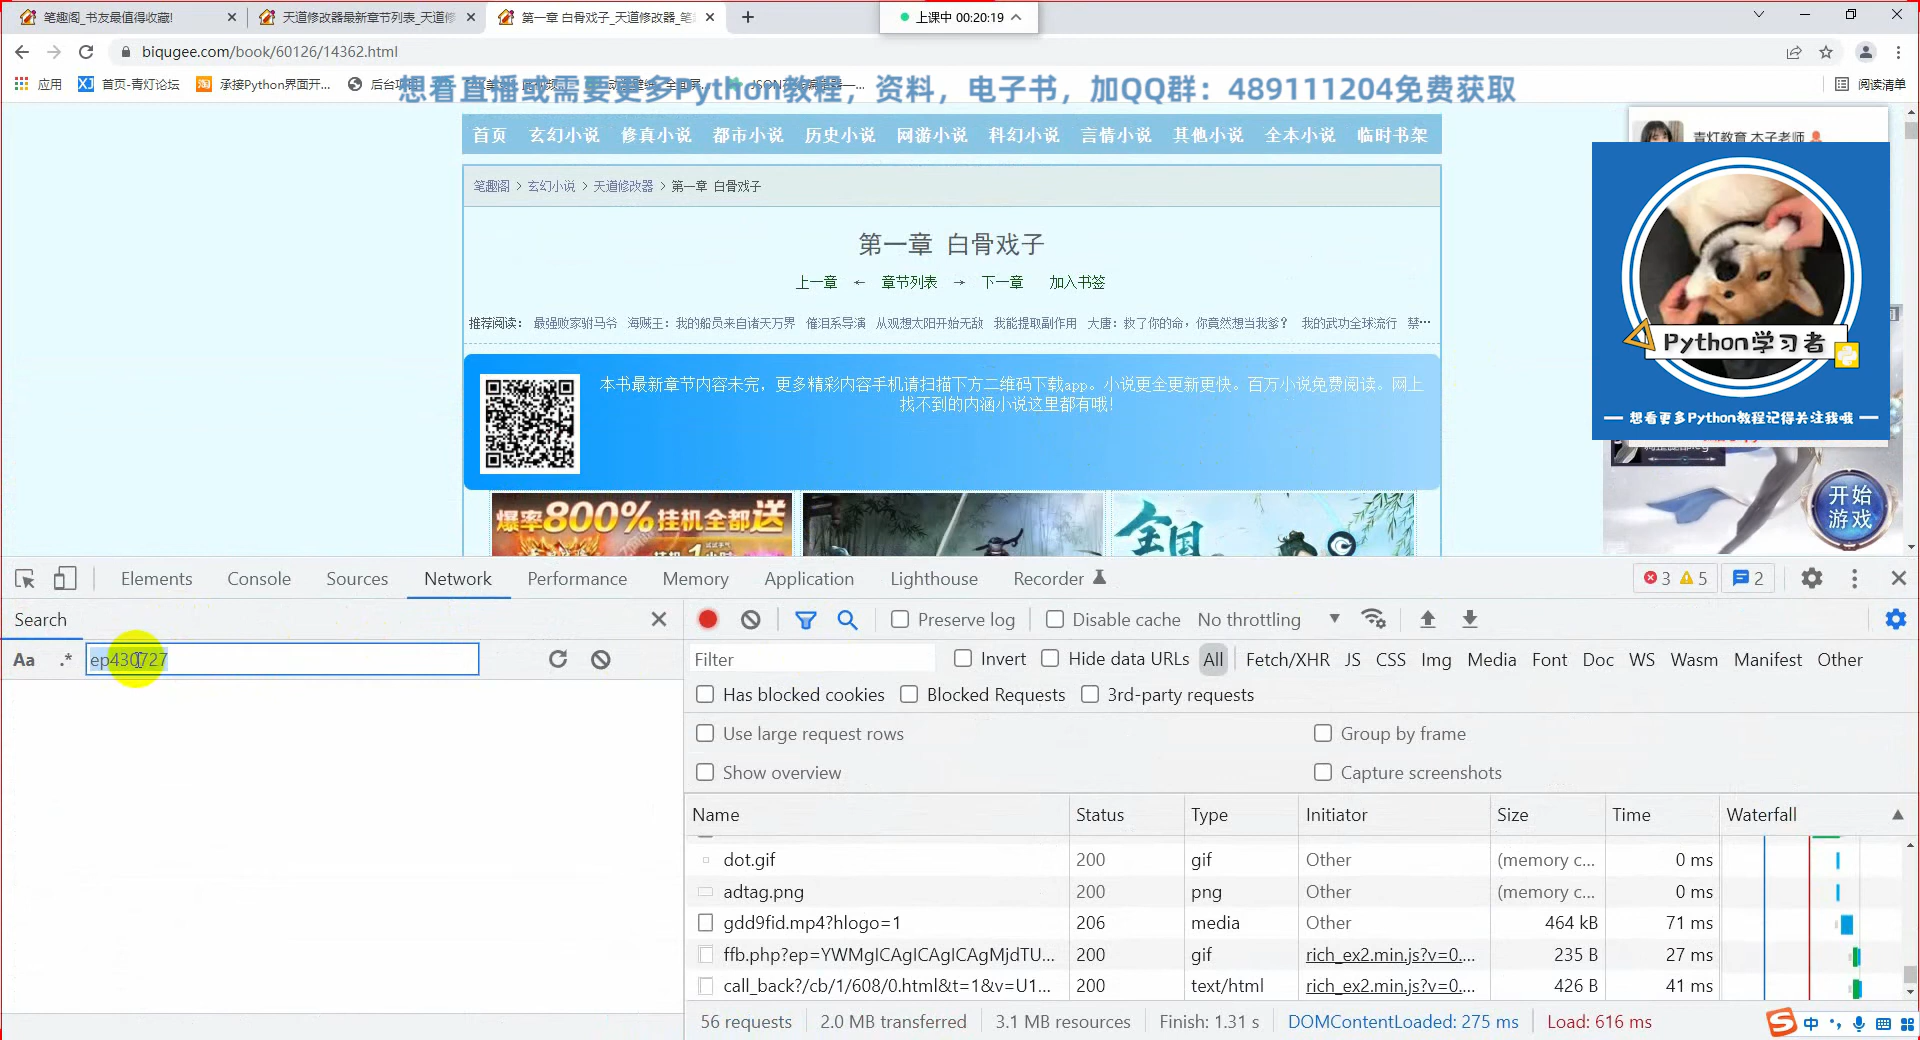 笔趣阁_书友最值得收藏!
天道修改器最新章节列表_天道修
第一章 白骨戏子_天道修改器_笔
上课中 00:20:19
biqugee.com/book/60126/14362.html
应用
首页-青灯论坛
承接Python界面开...
后台
想看直播或需要更多Python教程，资料，电子书，加QQ群：489111204免费获取
阅读清单
首页 玄幻小说 修真小说 都市小说 历史小说 网游小说 科幻小说 言情小说 其他小说 全本小说 临时书架
青灯教育 木子老师
笔趣阁 > 玄幻小说 > 天道修改器 > 第一章 白骨戏子
第一章 白骨戏子
上一章 ← 章节列表 → 下一章 加入书签
推荐阅读： 最强败家驸马爷 海贼王：我的船员来自诸天万界 催泪系导演 从观想太阳开始无敌 我能提取副作用 大唐：救了你的命，你竟然想当我爹？ 我的武功全球流行 禁…
本书最新章节内容未完，更多精彩内容手机请扫描下方二维码下载app。小说更全更新更快。百万小说免费阅读。网上
找不到的内涵小说这里都有哦！
Python学习者
想看更多Python教程记得关注我哦
爆率800%挂机全都送
全国
开始
游戏
Elements Console Sources Network Performance Memory Application Lighthouse Recorder
3 5 2
Search
Aa .* ep430727
Preserve log Disable cache No throttling
Filter Invert Hide data URLs All Fetch/XHR JS CSS Img Media Font Doc WS Wasm Manifest Other
Has blocked cookies Blocked Requests 3rd-party requests
Use large request rows Group by frame
Show overview Capture screenshots
Name Status Type Initiator Size Time Waterfall
dot.gif 200 gif Other (memory c... 0 ms
adtag.png 200 png Other (memory c... 0 ms
gdd9fid.mp4?hlogo=1 206 media Other 464 kB 71 ms
ffb.php?ep=YWMgICAgICAgICAgMjdTU... 200 gif rich_ex2.min.js?v=0.... 235 B 27 ms
call_back?/cb/1/608/0.html&t=1&v=U1... 200 text/html rich_ex2.min.js?v=0.... 426 B 41 ms
56 requests 2.0 MB transferred 3.1 MB resources Finish: 1.31 s DOMContentLoaded: 275 ms Load: 616 ms
中